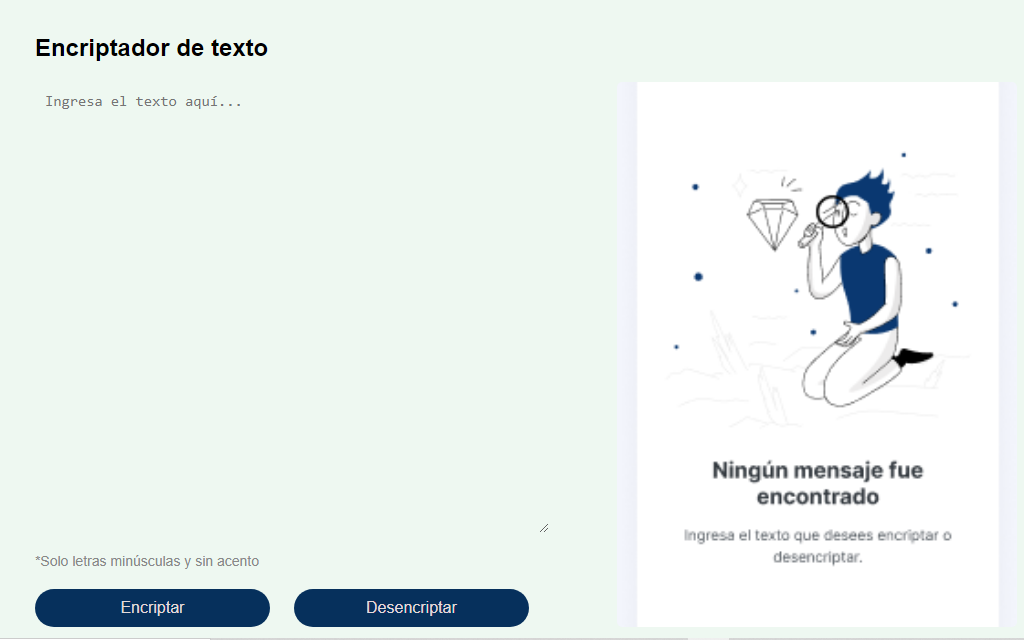 Encriptador de texto
Ingresa el texto aquí...
*Solo letras minúsculas y sin acento
Encriptar
Desencriptar
Ningún mensaje fue
encontrado
Ingresa el texto que desees encriptar o
desencriptar.